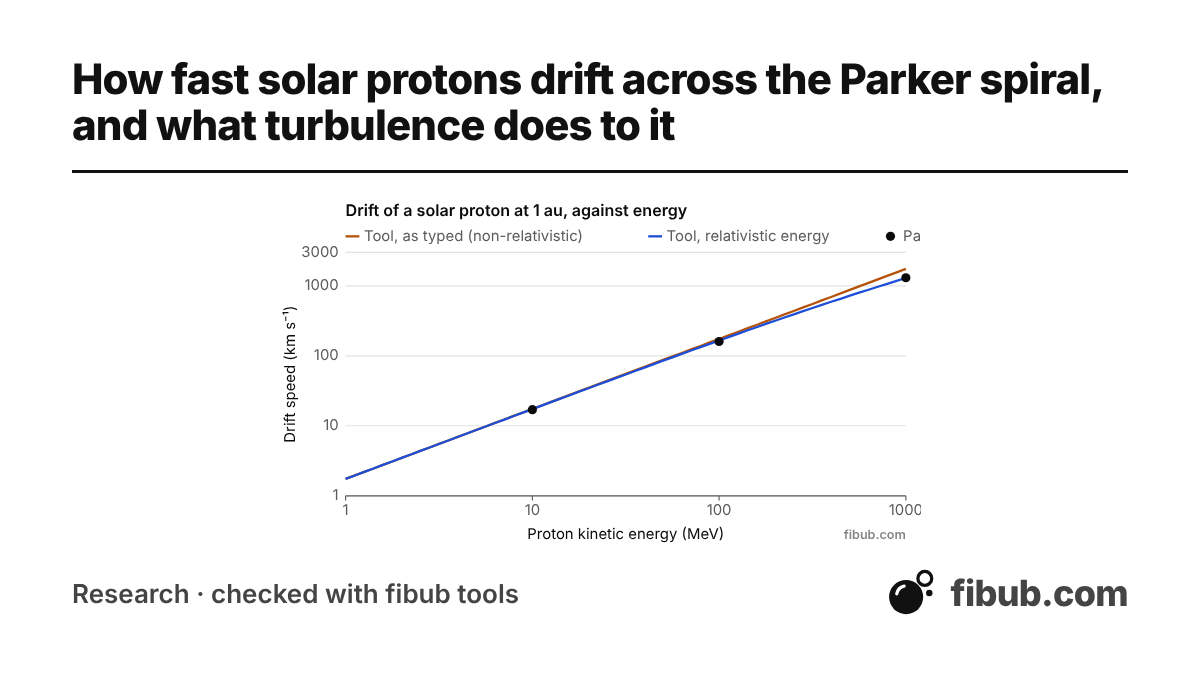 How fast solar protons drift across the Parker spiral,
and what turbulence does to it
Drift of a solar proton at 1 au, against energy
Tool, as typed (non-relativistic) Tool, relativistic energy Pa
3000
1000
100
10
1
Drift speed (km s⁻¹)
1 10 100 1000
Proton kinetic energy (MeV)
fibub.com
Research · checked with fibub tools
fibub.com